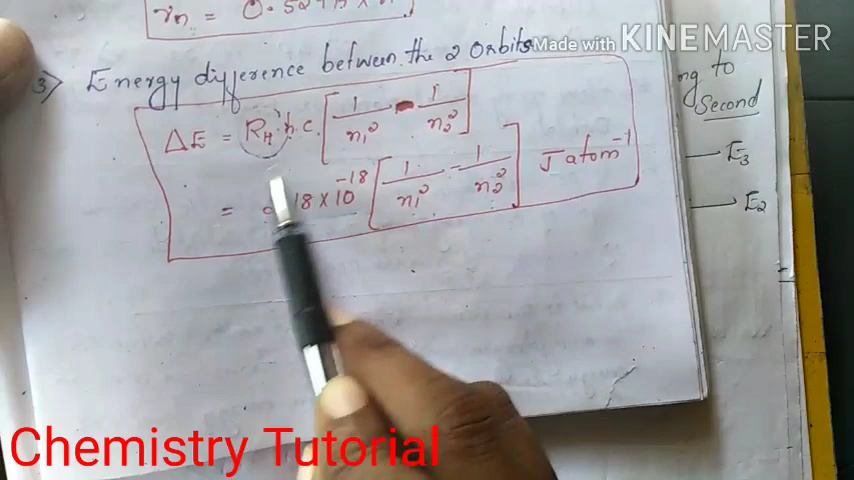 rn = 0.529A × n
3) Energy difference between the 2 Orbits
Made with KINEMASTER
ΔE = RH.h.c. [1/n1² - 1/n2²]
= 18 × 10⁻¹⁸ [1/n1² - 1/n2²] J atom⁻¹
ng to
Second
E3
E2
Chemistry Tutorial